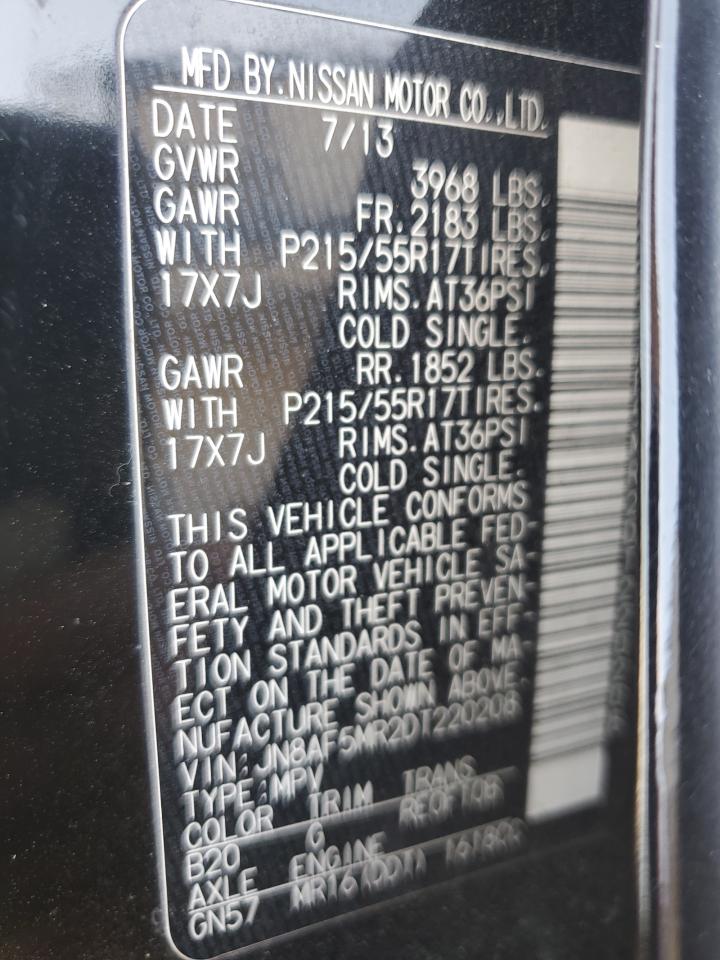 MFD BY. NISSAN MOTOR CO., LTD.
DATE 7/13
GVWR 3968 LBS.
GAWR FR. 2183 LBS.
WITH P215/55R17TIRES.
17X7J RIMS. AT36PSI
COLD SINGLE.
GAWR RR. 1852 LBS.
WITH P215/55R17TIRES.
17X7J RIMS. AT36PSI
COLD SINGLE.
THIS VEHICLE CONFORMS
TO ALL APPLICABLE FED-
ERAL MOTOR VEHICLE SA-
FETY AND THEFT PREVEN-
TION STANDARDS IN EFF-
ECT ON THE DATE OF MA-
NUFACTURE SHOWN ABOVE.
VIN: JN8AF5MR2DT220208
TYPE: MPV
COLOR TRIM TRANS
B20 G
AXLE ENGINE
GN57 MR16(DDT)